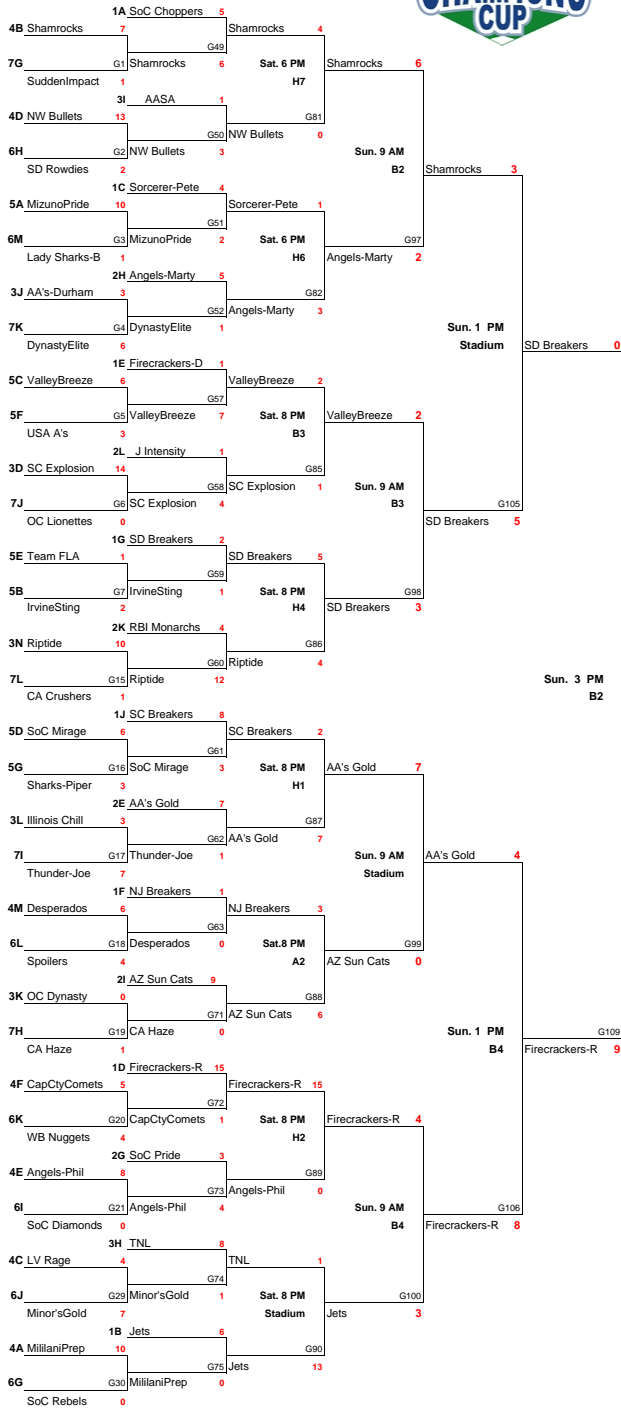 1A SoC Choppers 5
CUP
4B Shamrocks 7 Shamrocks 4
G49
7G G1 Shamrocks 6 Sat. 6 PM Shamrocks 6
SuddenImpact 1 H7
3I AASA 1
4D NW Bullets 13 G81
G50 NW Bullets 0
6H G2 NW Bullets 3 Sun. 9 AM
SD Rowdies 2 B2 Shamrocks 3
1C Sorcerer-Pete 4
5A MizunoPride 10 Sorcerer-Pete 1
G51
6M G3 MizunoPride 2 Sat. 6 PM G97
Lady Sharks-B 1 H6 Angels-Marty 2
2H Angels-Marty 5
3J AA's-Durham 3 G82
G52 Angels-Marty 3
7K G4 DynastyElite 1 Sun. 1 PM
DynastyElite 6 Stadium SD Breakers 0
1E Firecrackers-D 1
5C ValleyBreeze 6 ValleyBreeze 2
G57
5F G5 ValleyBreeze 7 Sat. 8 PM ValleyBreeze 2
USA A's 3 B3
2L J Intensity 1
3D SC Explosion 14 G85
G58 SC Explosion 1
7J G6 SC Explosion 4 Sun. 9 AM G105
OC Lionettes 0 B3 SD Breakers 5
1G SD Breakers 2
5E Team FLA 1 SD Breakers 5
G59
5B G7 IrvineSting 1 Sat. 8 PM G98
IrvineSting 2 H4 SD Breakers 3
2K RBI Monarchs 4
3N Riptide 10 G86
G60 Riptide 4
7L G15 Riptide 12 Sun. 3 PM
CA Crushers 1 B2
1J SC Breakers 8
5D SoC Mirage 6 SC Breakers 2
G61
5G G16 SoC Mirage 3 Sat. 8 PM AA's Gold 7
Sharks-Piper 3 H1
2E AA's Gold 7
3L Illinois Chill 3 G87
G62 AA's Gold 7
7I G17 Thunder-Joe 1 Sun. 9 AM AA's Gold 4
Thunder-Joe 7 Stadium
1F NJ Breakers 1
4M Desperados 6 NJ Breakers 3
G63
6L G18 Desperados 0 Sat.8 PM G99
Spoilers 4 A2 AZ Sun Cats 0
2I AZ Sun Cats 9
3K OC Dynasty 0 G88
G71 AZ Sun Cats 6
7H G19 CA Haze 0 Sun. 1 PM G109
CA Haze 1 B4 Firecrackers-R 9
1D Firecrackers-R 15
4F CapCtyComets 5 Firecrackers-R 15
G72
6K G20 CapCtyComets 1 Sat. 8 PM Firecrackers-R 4
WB Nuggets 4 H2
2G SoC Pride 3
4E Angels-Phil 8 G89
G73 Angels-Phil 0
6I G21 Angels-Phil 4 Sun. 9 AM G106
SoC Diamonds 0 B4 Firecrackers-R 8
3H TNL 8
4C LV Rage 4 TNL 1
G74
6J G29 Minor'sGold 1 Sat. 8 PM G100
Minor'sGold 7 Stadium Jets 3
1B Jets 6
4A MililaniPrep 10 G90
G75 Jets 13
6G G30 MililaniPrep 0
SoC Rebels 0